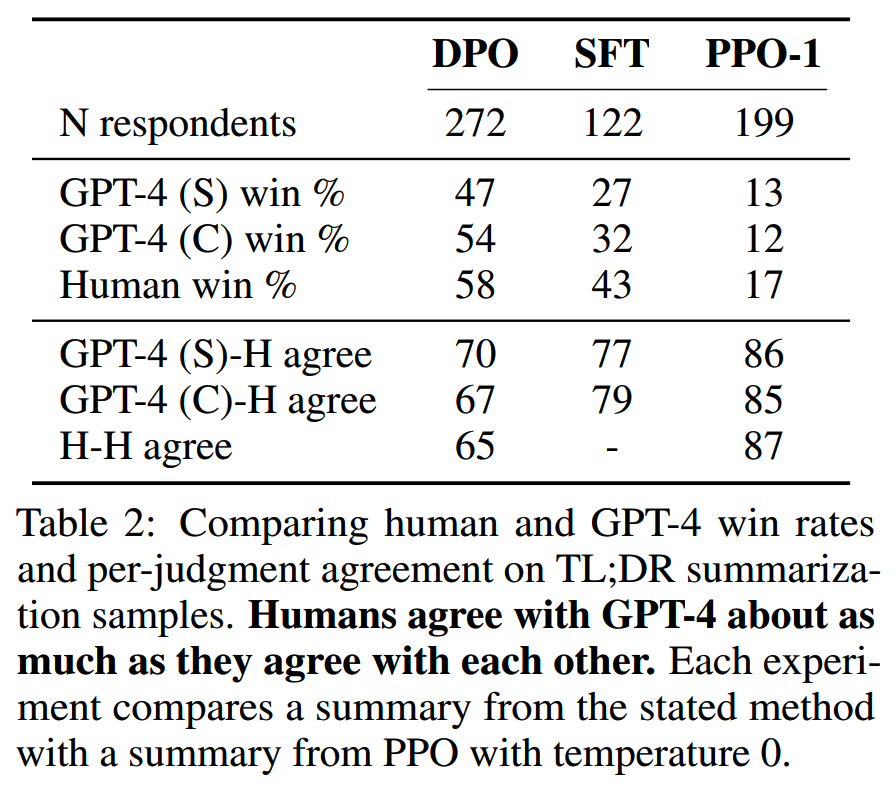 DPO SFT PPO-1
N respondents 272 122 199
GPT-4 (S) win % 47 27 13
GPT-4 (C) win % 54 32 12
Human win % 58 43 17
GPT-4 (S)-H agree 70 77 86
GPT-4 (C)-H agree 67 79 85
H-H agree 65 - 87
Table 2: Comparing human and GPT-4 win rates
and per-judgment agreement on TL;DR summariza-
tion samples. Humans agree with GPT-4 about as
much as they agree with each other. Each experi-
ment compares a summary from the stated method
with a summary from PPO with temperature 0.